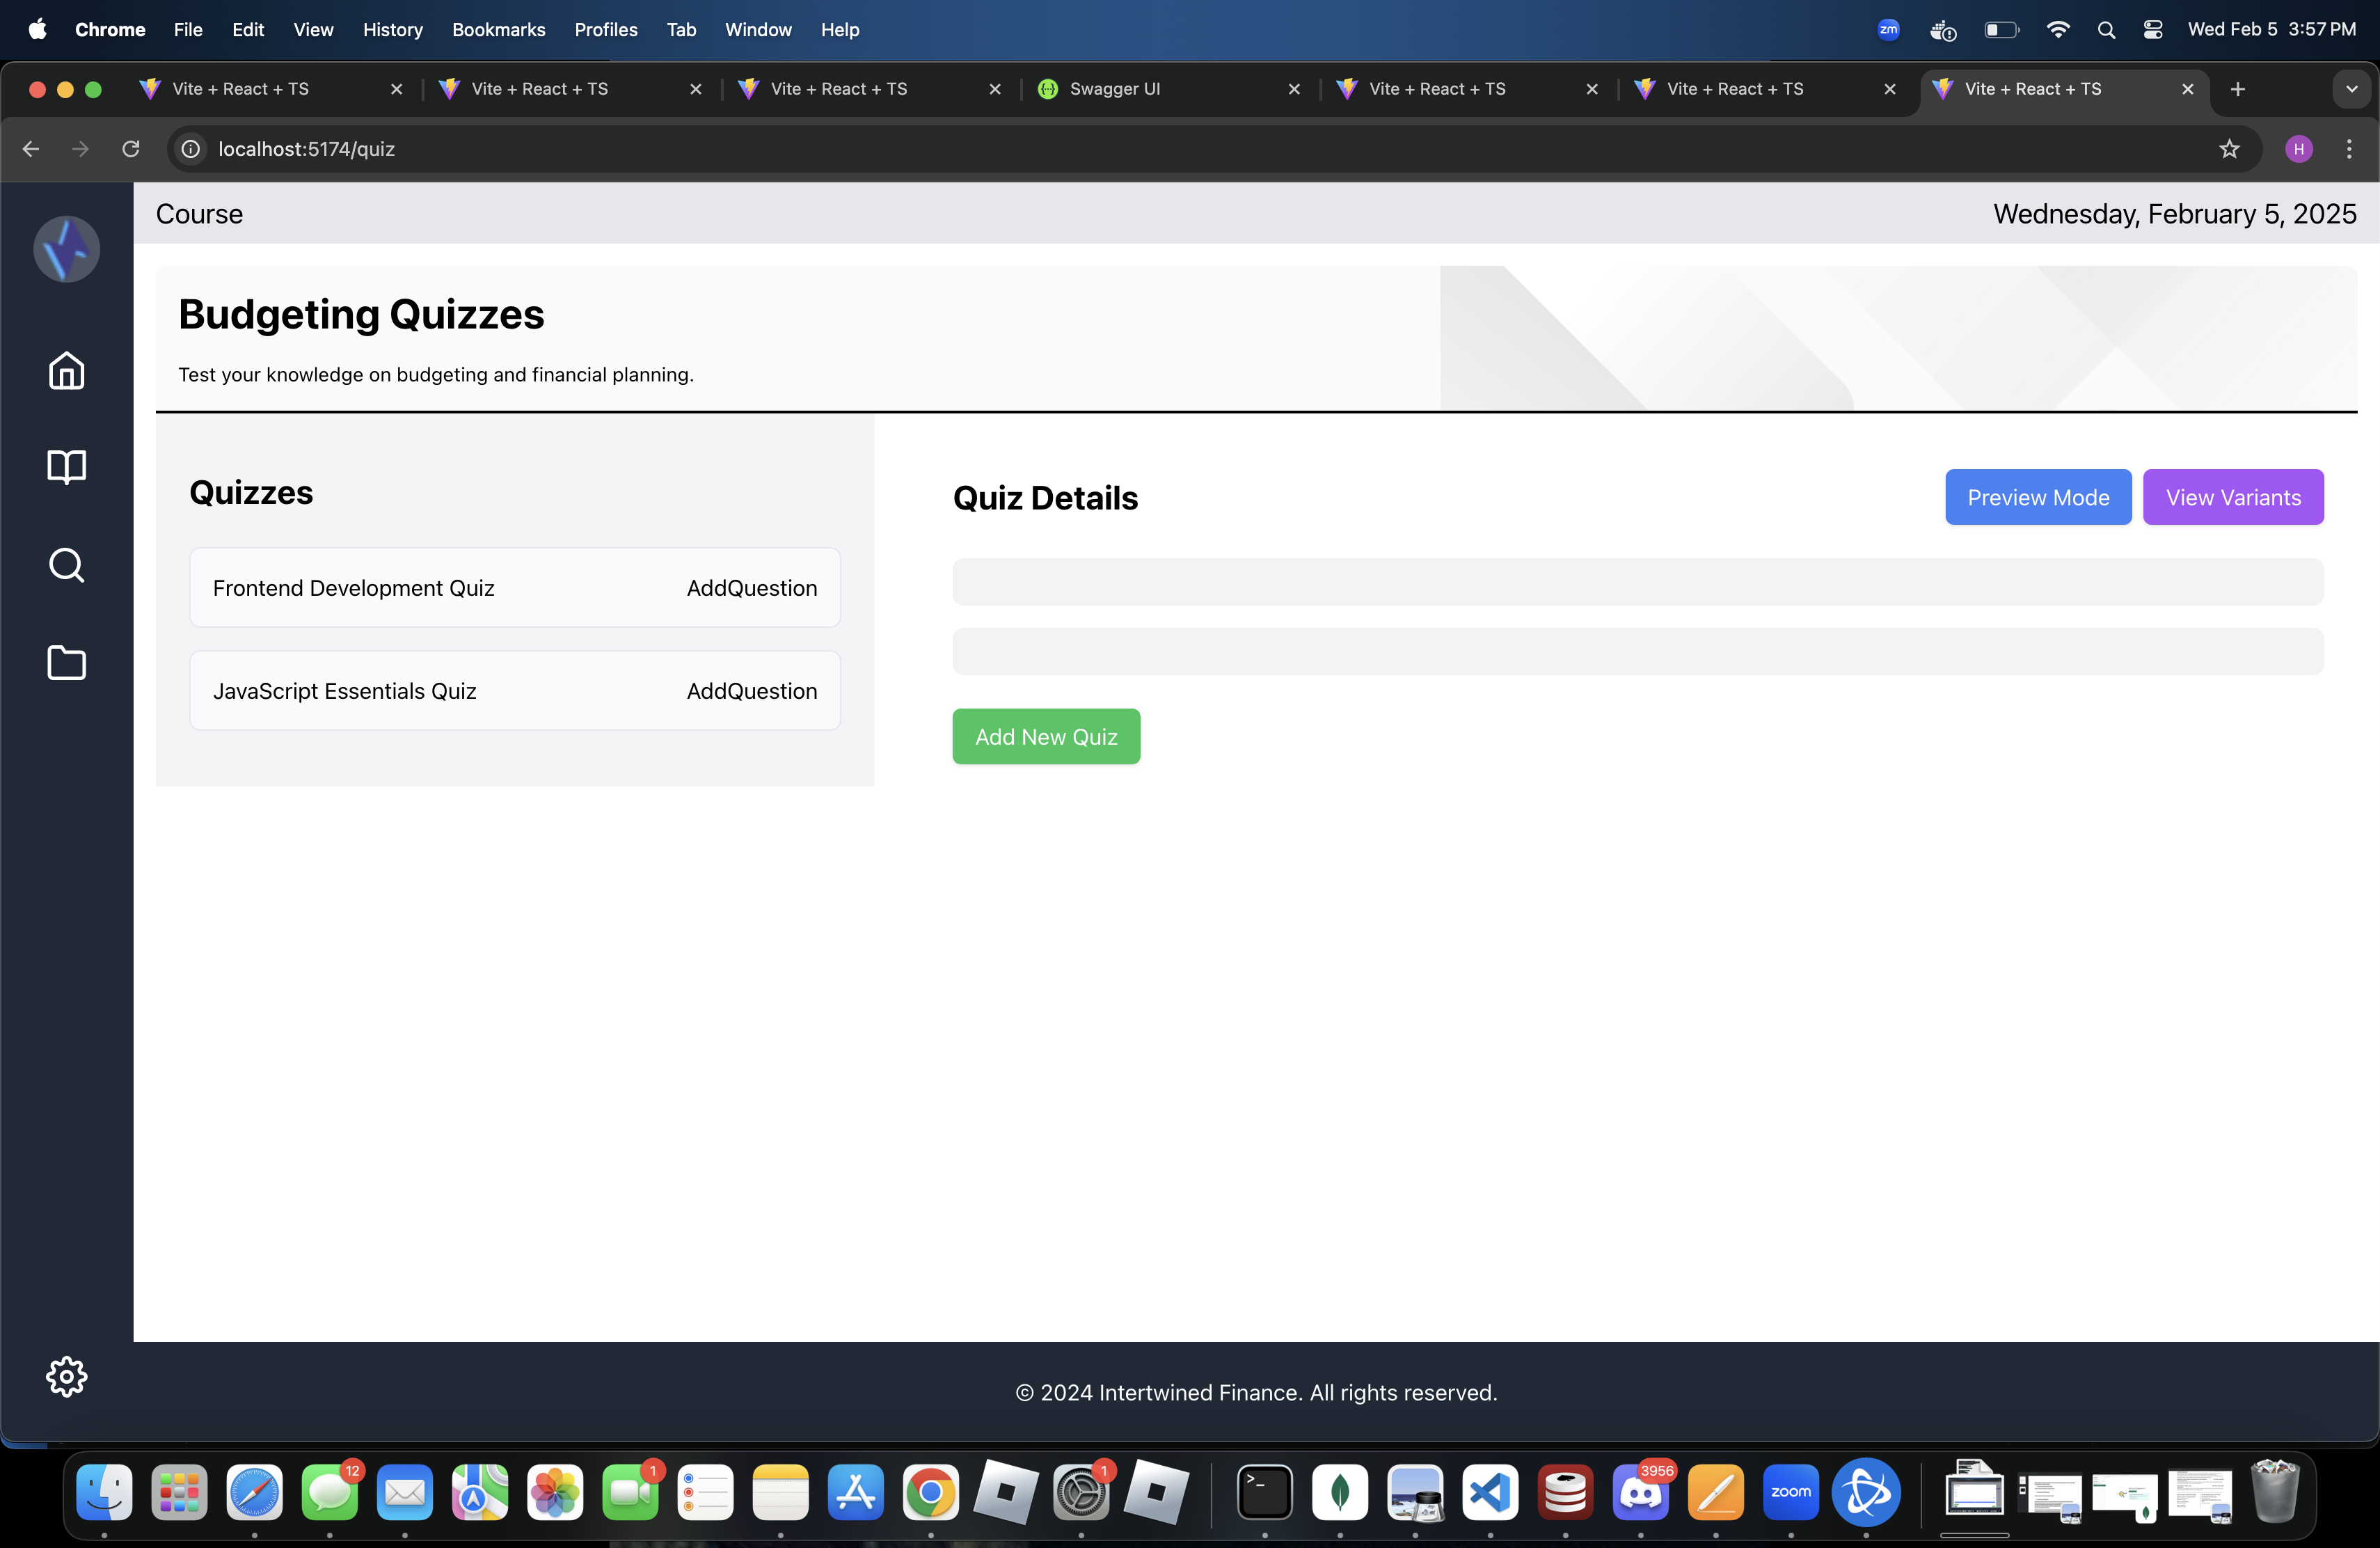 Chrome File Edit View History Bookmarks Profiles Tab Window Help zm Wed Feb 5 3:57 PM
Vite + React + TS Vite + React + TS Vite + React + TS Swagger UI Vite + React + TS Vite + React + TS Vite + React + TS
localhost:5174/quiz H
Course Wednesday, February 5, 2025
Budgeting Quizzes
Test your knowledge on budgeting and financial planning.
Quizzes
Frontend Development Quiz AddQuestion
JavaScript Essentials Quiz AddQuestion
Quiz Details Preview Mode View Variants
Add New Quiz
© 2024 Intertwined Finance. All rights reserved.
12 1 1 3956
zoom